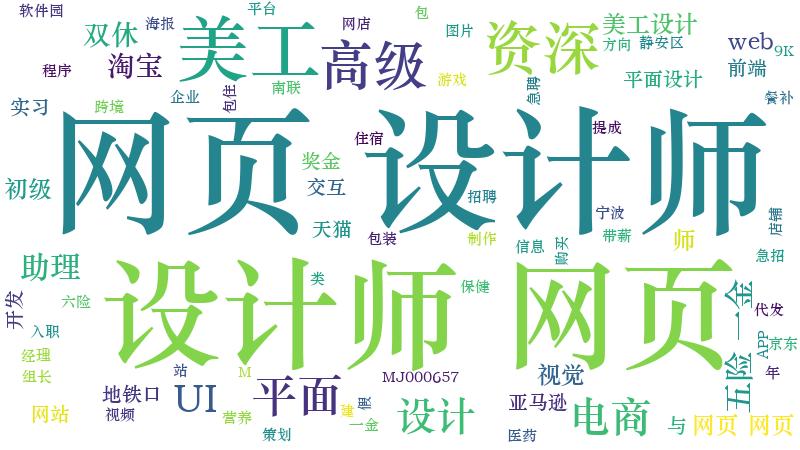 软件园
平台
包
双休
海报
美工
网店
图片
资深
美工设计
方向
静安区
web
9K
淘宝
高级
程序
南联
游戏
急聘
平面设计
前端
餐补
实习
跨境
企业
包住
网页 设计师
住宿
提成
奖金
初级
交互
招聘
宁波
天猫
包装
制作
信息
购买
带薪
师
店铺
急招
助理
设计师 网页
类
保健
开发
六险
入职
五险一金
代发
APP
京东
经理
组长
站
M
MJ000657
视觉
年
地铁口
视频
UI
平面
建
偎
设计
亚马逊
电商
与
网页 网页
网站
营养
一金
策划
医药